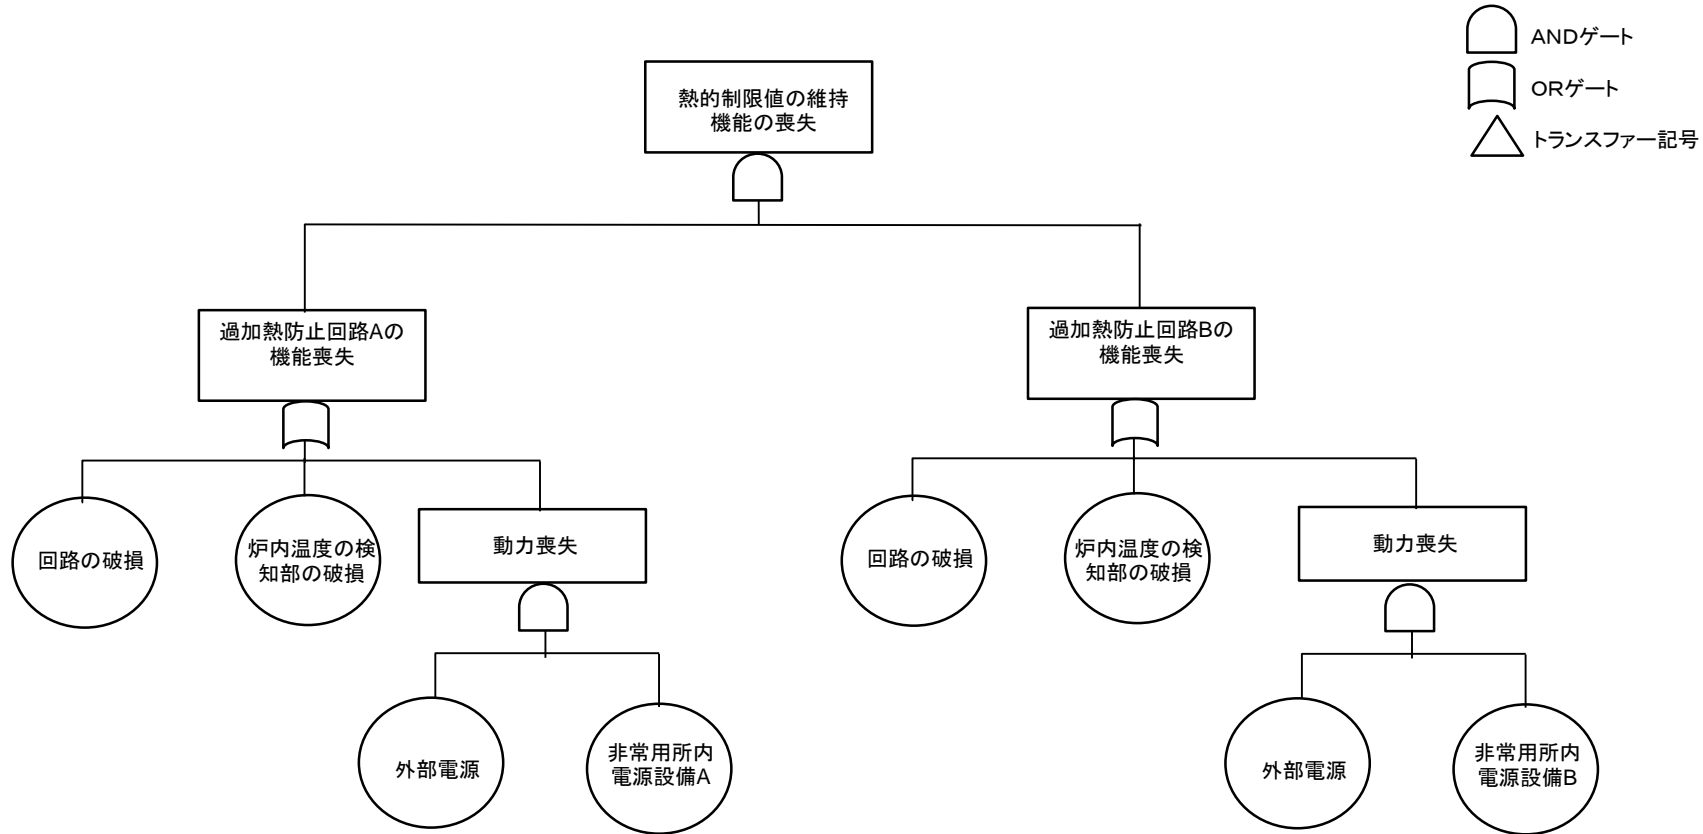 ANDゲート
ORゲート
トランスファー記号
熱的制限値の維持
機能の喪失
過加熱防止回路Aの
機能喪失
過加熱防止回路Bの
機能喪失
回路の破損
炉内温度の検
知部の破損
動力喪失
回路の破損
炉内温度の検
知部の破損
動力喪失
外部電源
非常用所内
電源設備A
外部電源
非常用所内
電源設備B